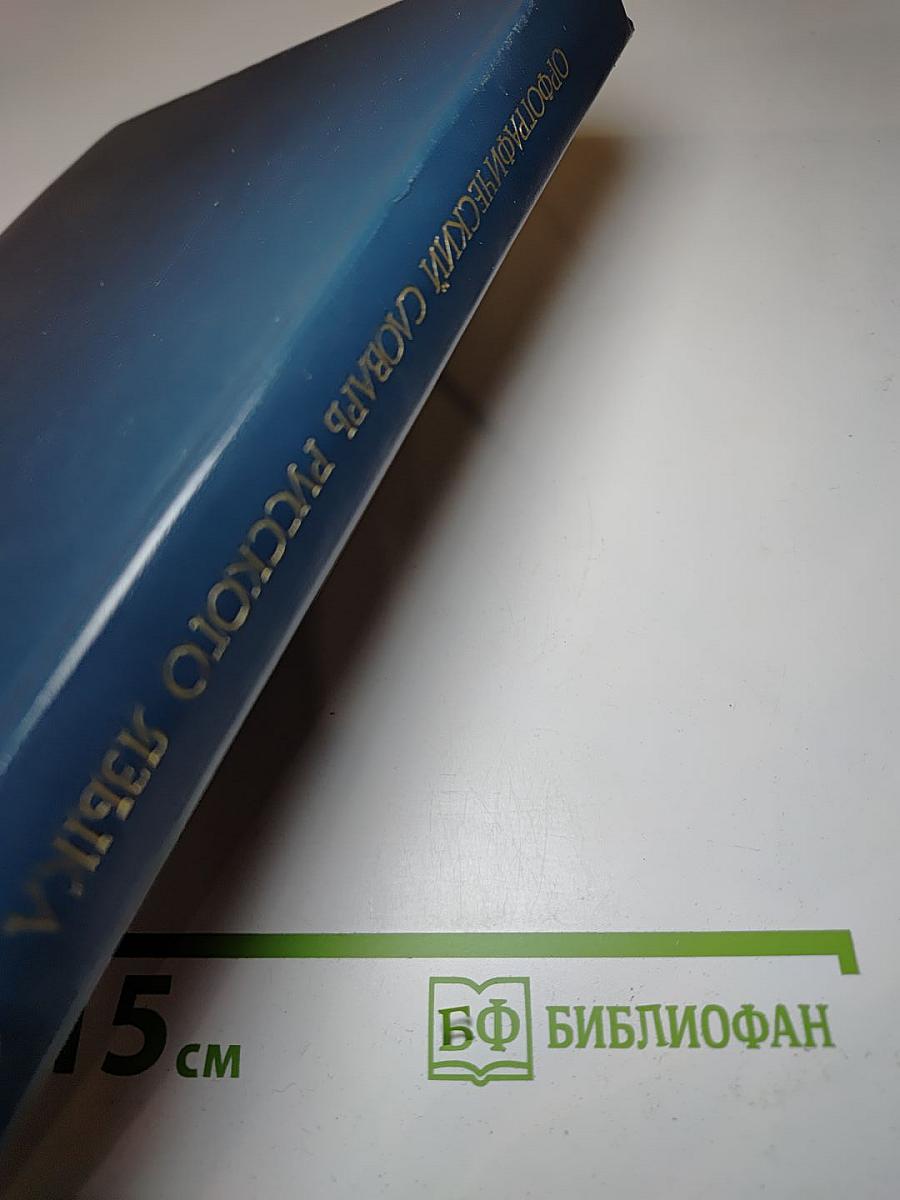 ОРФОГРАФИЧЕСКИЙ СЛОВАРЬ РУССКОГО ЯЗЫКА
15 см
БФ БИБЛИОФАН